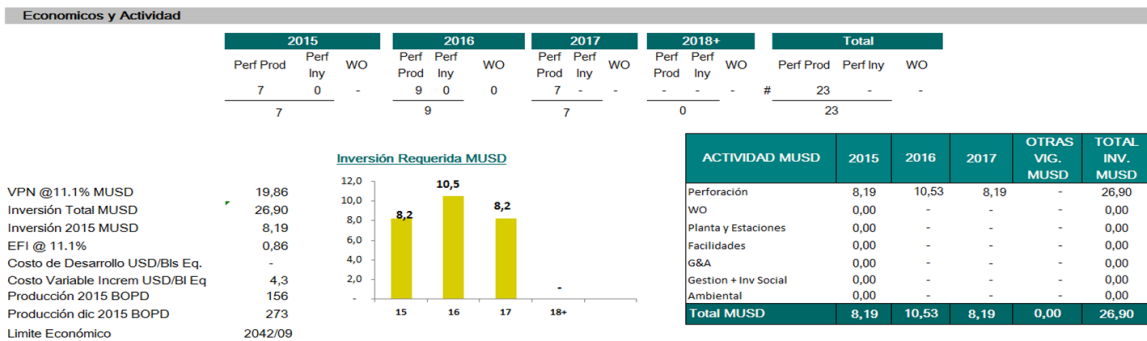 Economicos y Actividad
2015 2016 2017 2018+ Total
Perf Prod Perf Iny WO Perf Prod Perf Iny WO Perf Prod Perf Iny WO Perf Prod Perf Iny WO Perf Prod Perf Iny WO
7 0 - 9 0 0 7 - - - - - # 23 - -
7 9 7 0 23
Inversión Requerida MUSD
12,0
10,0
8,0
6,0
4,0
2,0
-
8,2 10,5 8,2 -
15 16 17 18+
VPN @11.1% MUSD 19,86
Inversión Total MUSD 26,90
Inversión 2015 MUSD 8,19
EFI @ 11.1% 0,86
Costo de Desarrollo USD/Bls Eq. -
Costo Variable Increm USD/Bl Eq 4,3
Producción 2015 BOPD 156
Producción dic 2015 BOPD 273
Limite Económico 2042/09
ACTIVIDAD MUSD 2015 2016 2017 OTRAS VIG. MUSD TOTAL INV. MUSD
Perforación 8,19 10,53 8,19 - 26,90
WO 0,00 - - - 0,00
Planta y Estaciones 0,00 - - - 0,00
Facilidades 0,00 - - - 0,00
G&A 0,00 - - - 0,00
Gestion + Inv Social 0,00 - - - 0,00
Ambiental 0,00 - - - 0,00
Total MUSD 8,19 10,53 8,19 0,00 26,90